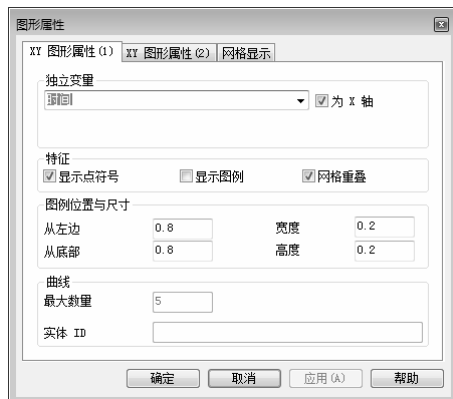 图形属性
XY 图形属性(1) XY 图形属性(2) 网格显示
独立变量
时间 为 X 轴
特征
显示点符号 显示图例 网格重叠
图例位置与尺寸
从左边 0.8 宽度 0.2
从底部 0.8 高度 0.2
曲线
最大数量 5
实体 ID
确定 取消 应用(A) 帮助